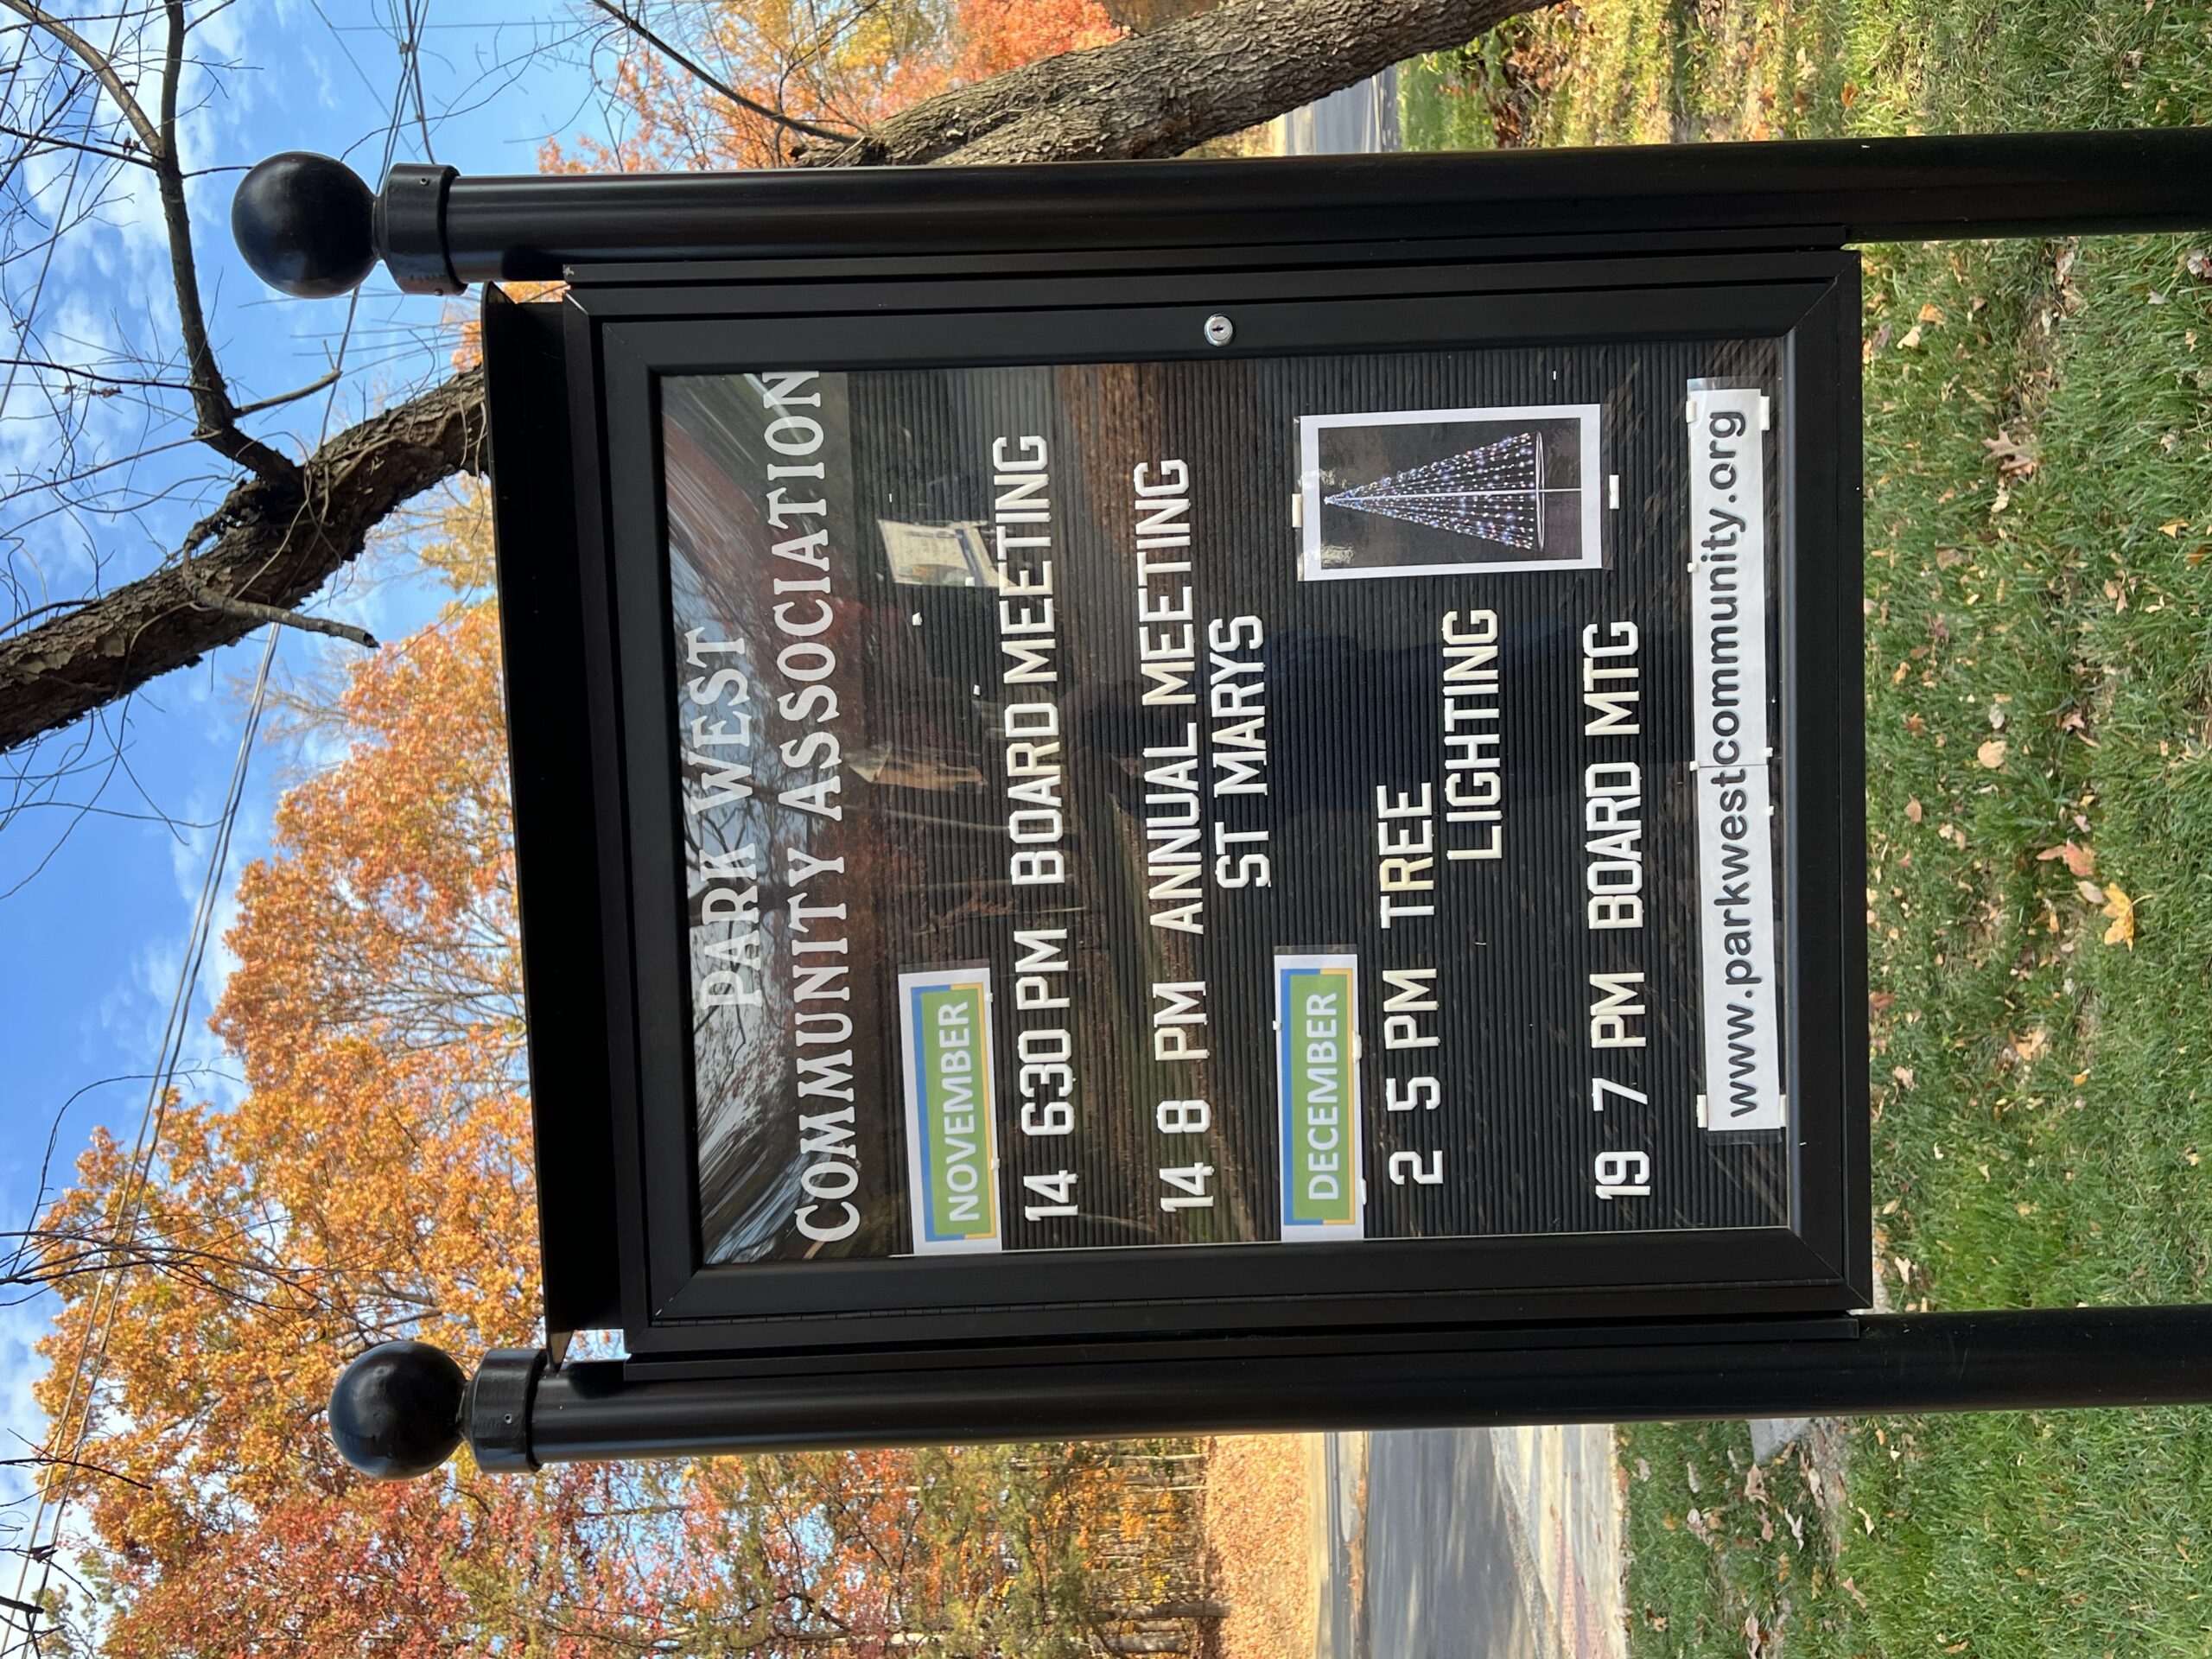 PARK WEST
COMMUNITY ASSOCIATION
NOVEMBER
14 630 PM BOARD MEETING
14 8 PM ANNUAL MEETING
ST MARYS
DECEMBER
2 5 PM TREE
LIGHTING
19 7 PM BOARD MTG
www.parkwestcommunity.org